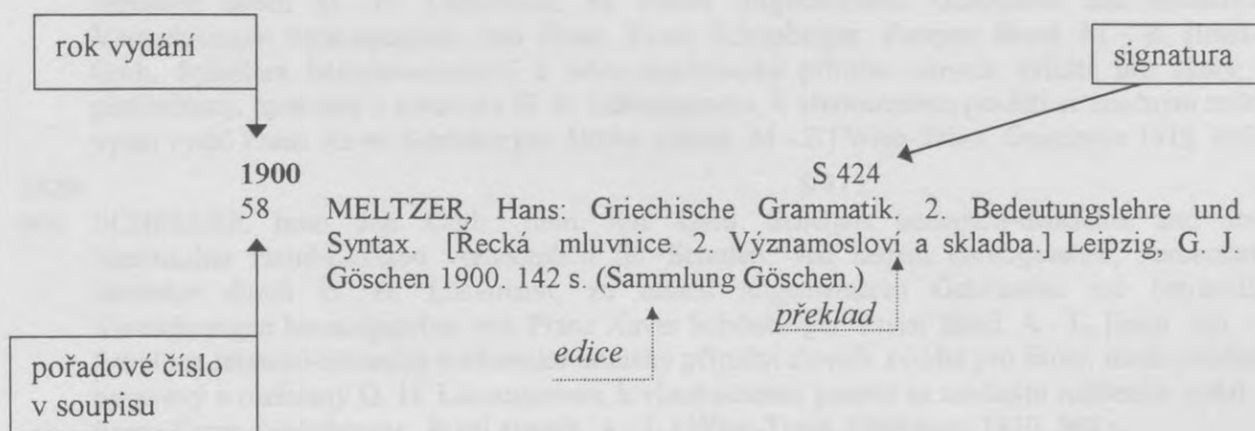 rok vydání
signatura
1900
S 424
58
MELTZER, Hans: Griechische Grammatik. 2. Bedeutungslehre und
Syntax. [Řecká mluvnice. 2. Významosloví a skladba.] Leipzig, G. J.
Göschen 1900. 142 s. (Sammlung Göschen.)
překlad
edice
pořadové číslo
v soupisu